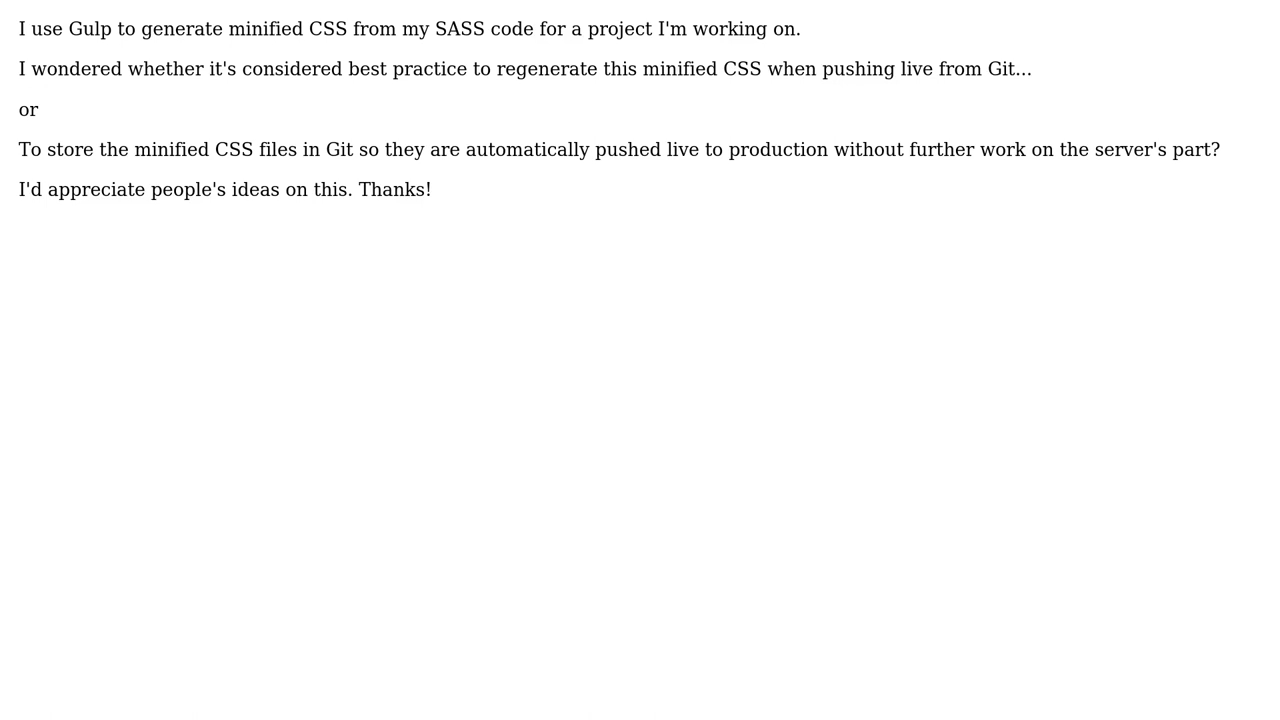 I use Gulp to generate minified CSS from my SASS code for a project I'm working on.
I wondered whether it's considered best practice to regenerate this minified CSS when pushing live from Git...
or
To store the minified CSS files in Git so they are automatically pushed live to production without further work on the server's part?
I'd appreciate people's ideas on this. Thanks!